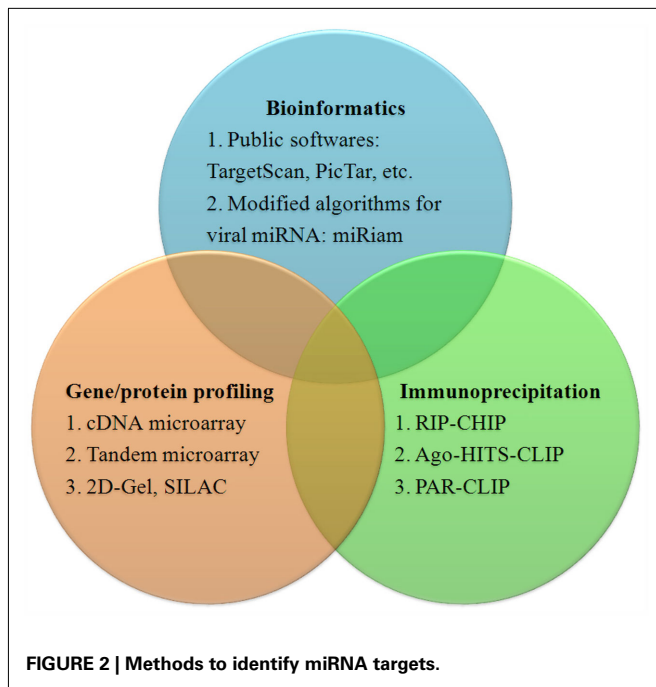 Bioinformatics
1. Public softwares:
TargetScan, PicTar, etc.
2. Modified algorithms for
viral miRNA: miRiam
Gene/protein profiling
1. cDNA microarray
2. Tandem microarray
3. 2D-Gel, SILAC
Immunoprecipitation
1. RIP-CHIP
2. Ago-HITS-CLIP
3. PAR-CLIP
FIGURE 2 | Methods to identify miRNA targets.